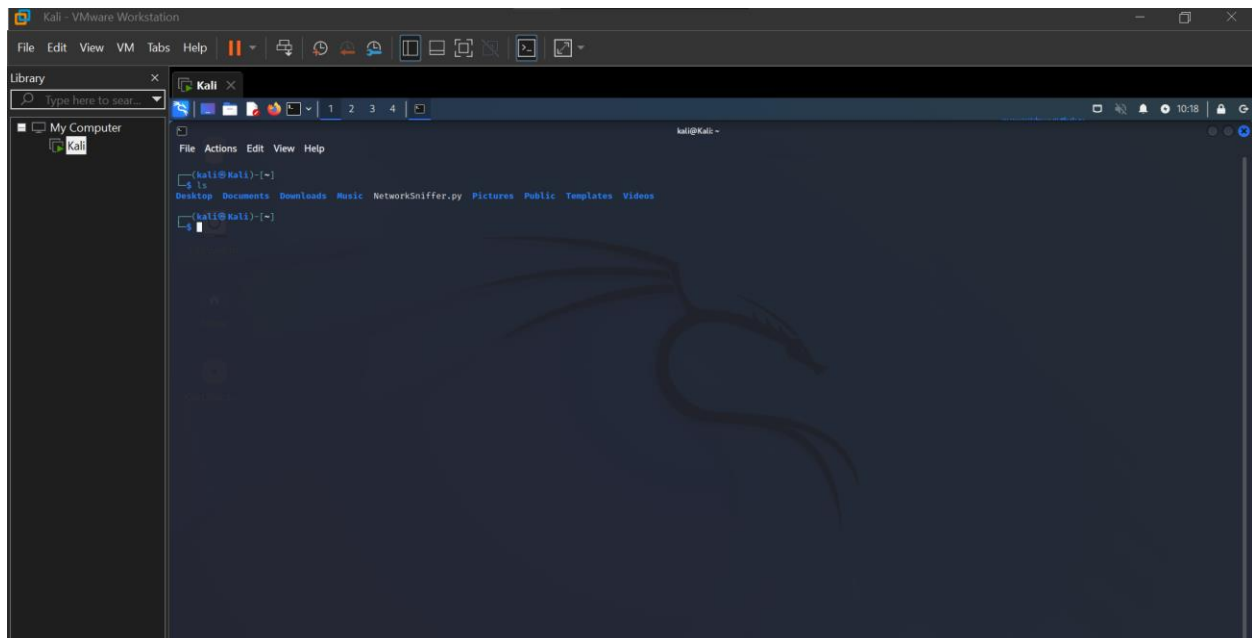 Kali - VMware Workstation
File Edit View VM Tabs Help
Library
Type here to sear...
My Computer
Kali
Kali
1 2 3 4
10:18
kali@Kali: ~
File Actions Edit View Help
┌──(kali㉿Kali)-[~]
└─$ ls
Desktop Documents Downloads Music NetworkSniffer.py Pictures Public Templates Videos
┌──(kali㉿Kali)-[~]
└─$